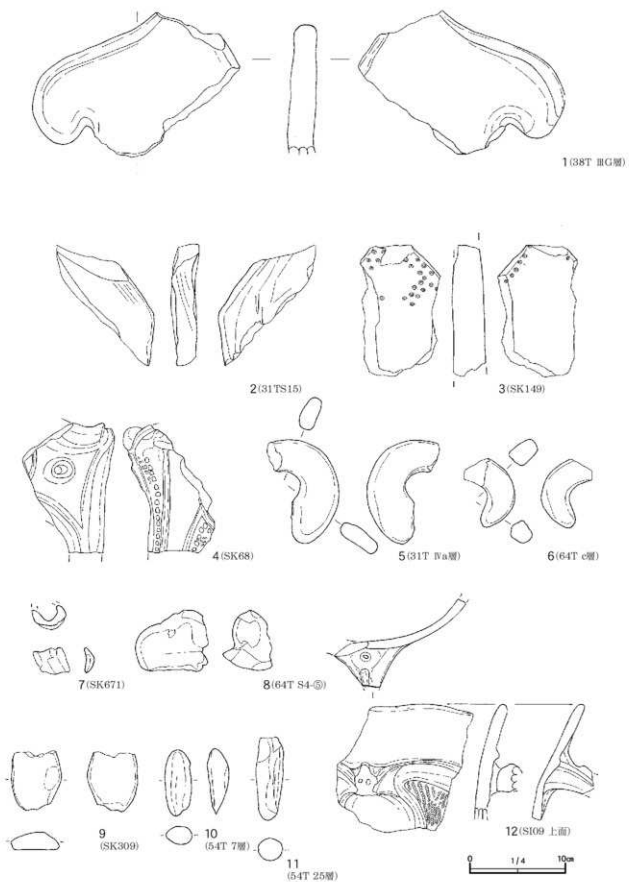 1 (38T ⅢG層)
2 (31TS15)
3 (SK149)
4 (SK68)
5 (31T Ⅳa層)
6 (64T c層)
7 (SK671)
8 (64T S4-⑤)
9
(SK309)
10
(54T 7層)
11
(54T 25層)
12 (SI09 上面)
0 1/4 10㎝